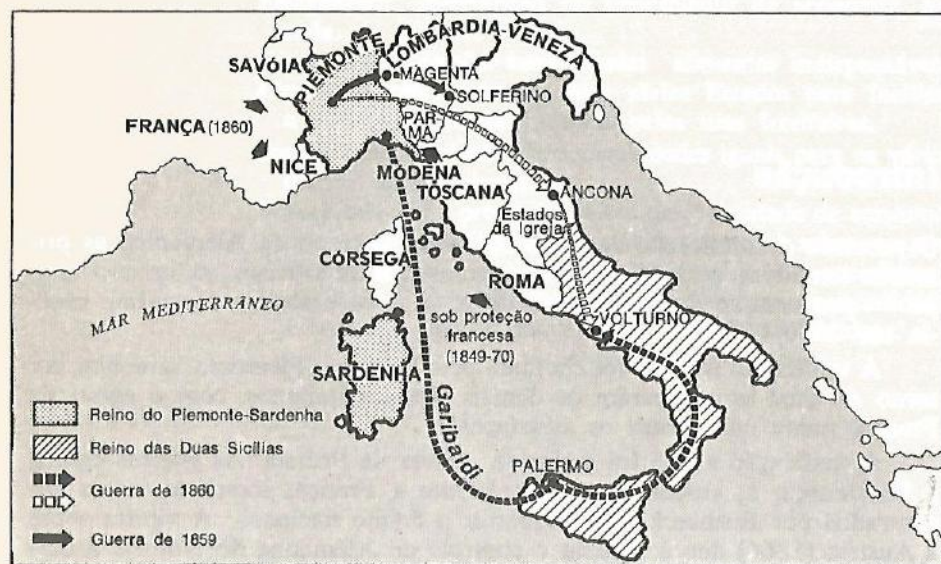 LOMBARDIA-VENEZA
PIEMONTE
SAVÓIA
MAGENTA
SOLFERINO
PAR
MA
FRANÇA (1860)
NICE
MÓDENA
TOSCANA
ANCONA
Estados
da Igreja
CÓRSEGA
ROMA
MAR MEDITERRÂNEO
sob proteção
francesa
(1849-70)
VOLTURNO
SARDENHA
Garibaldi
PALERMO
Reino do Piemonte-Sardenha
Reino das Duas Sicílias
Guerra de 1860
Guerra de 1859